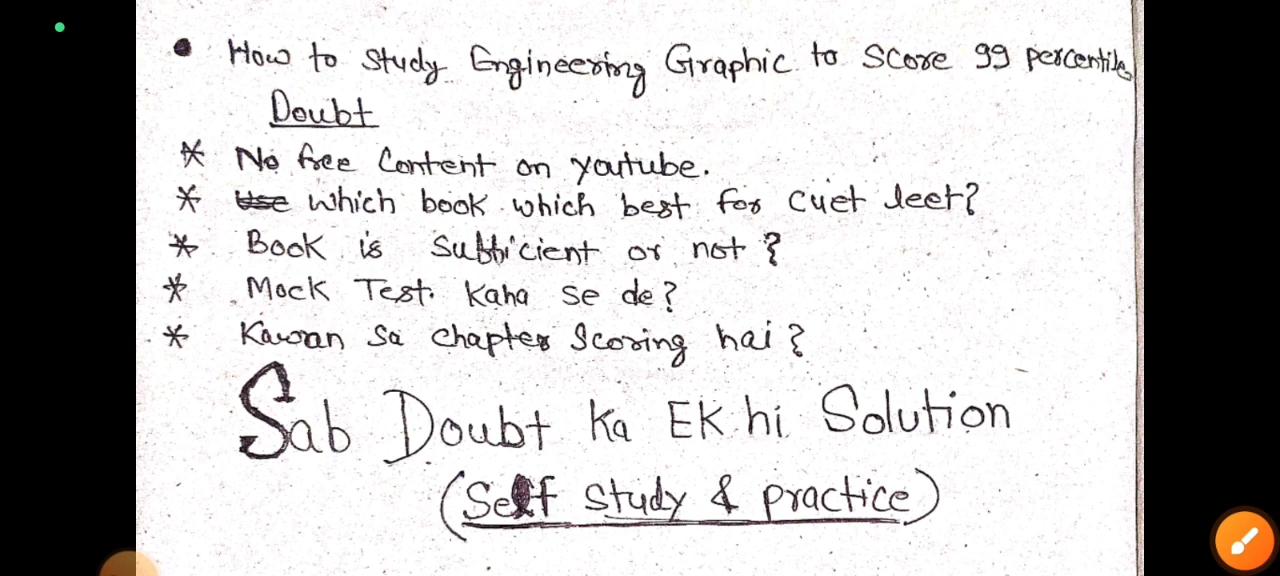 • How to Study Engineering Graphic to Score 99 percentile
Doubt
* No free Content on youtube.
* Use which book which best for cuet leet?
* Book is Sufficient or not?
* Mock Test. Kaha se de?
* Kawan Sa Chapter Scoring hai?
Sab Doubt Ka EK hi Solution
(Self Study & practice)